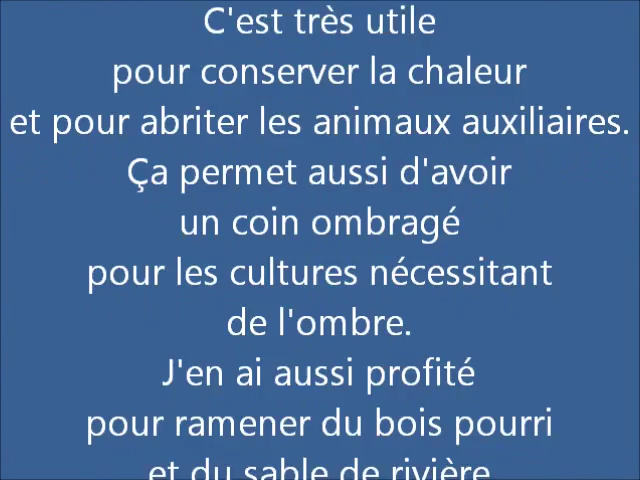 C'est très utile
pour conserver la chaleur
et pour abriter les animaux auxiliaires.
Ça permet aussi d'avoir
un coin ombragé
pour les cultures nécessitant
de l'ombre.
J'en ai aussi profité
pour ramener du bois pourri
et du sable de rivière